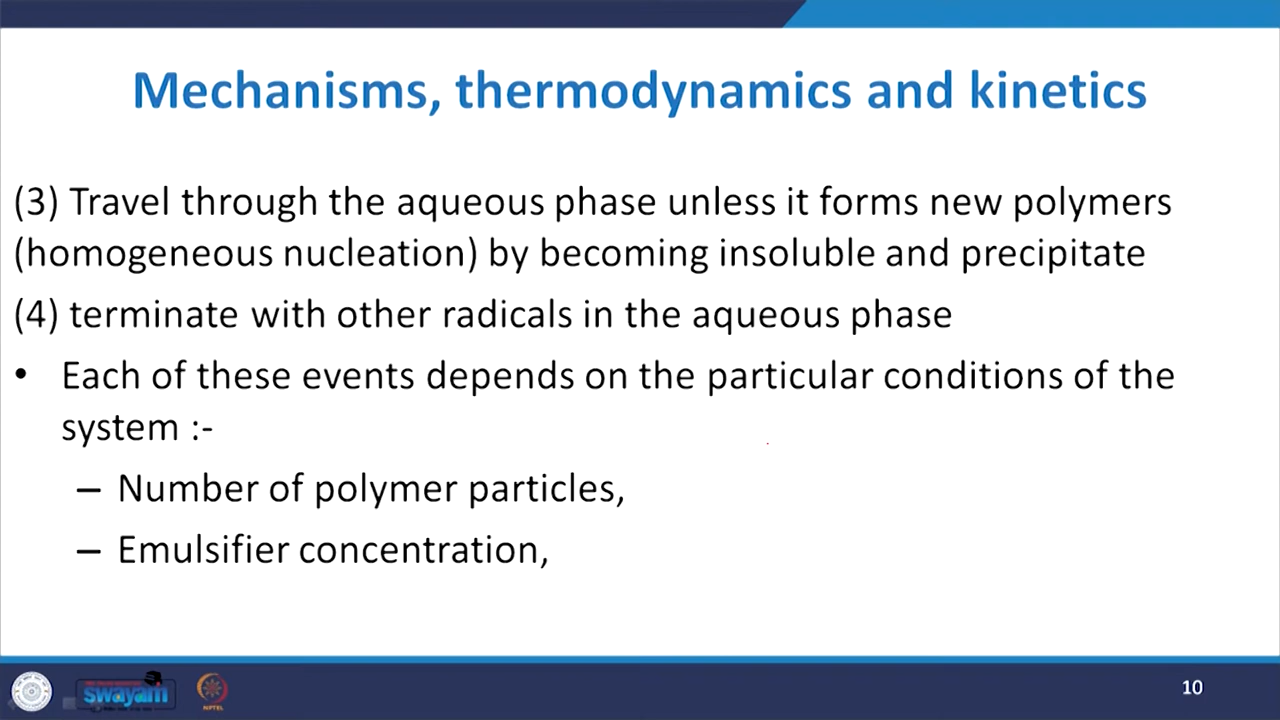 Mechanisms, thermodynamics and kinetics
(3) Travel through the aqueous phase unless it forms new polymers
(homogeneous nucleation) by becoming insoluble and precipitate
(4) terminate with other radicals in the aqueous phase
• Each of these events depends on the particular conditions of the
system :-
– Number of polymer particles,
– Emulsifier concentration,
swayam
NPTEL
10